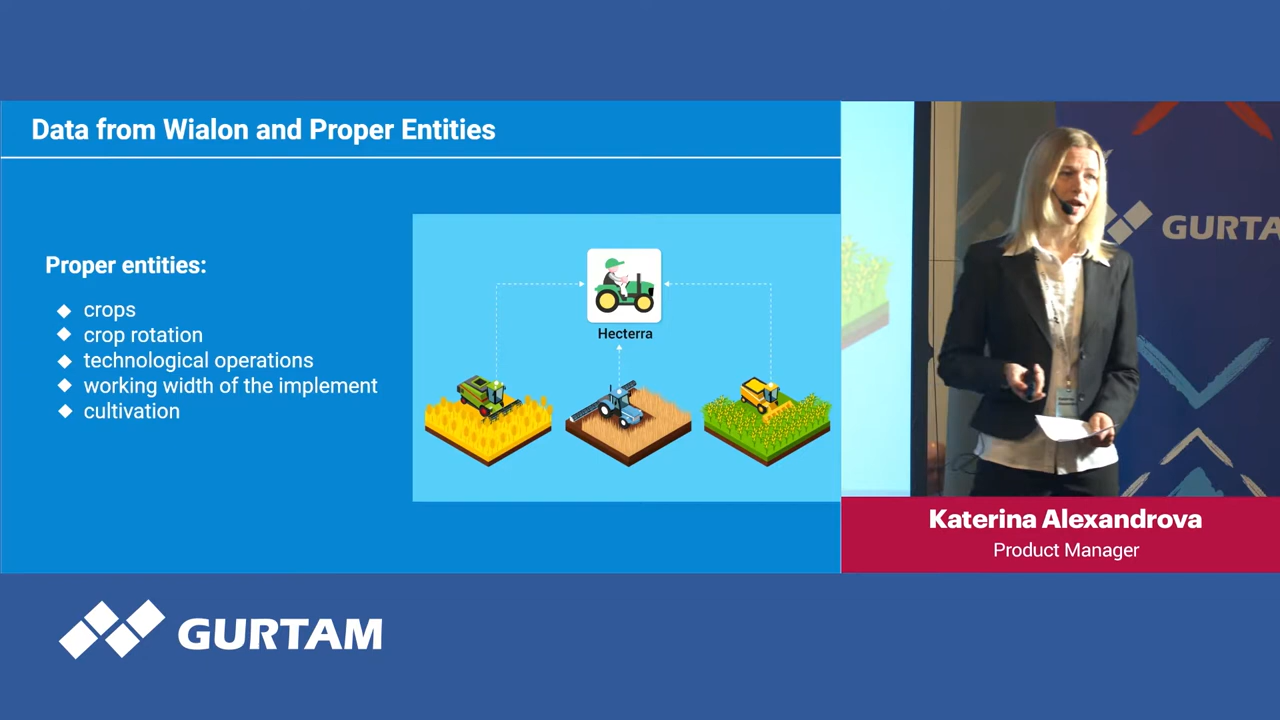 Data from Wialon and Proper Entities
Proper entities:
crops
crop rotation
technological operations
working width of the implement
cultivation
Hecterra
GURTA
Katerina Alexandrova
Product Manager
GURTAM